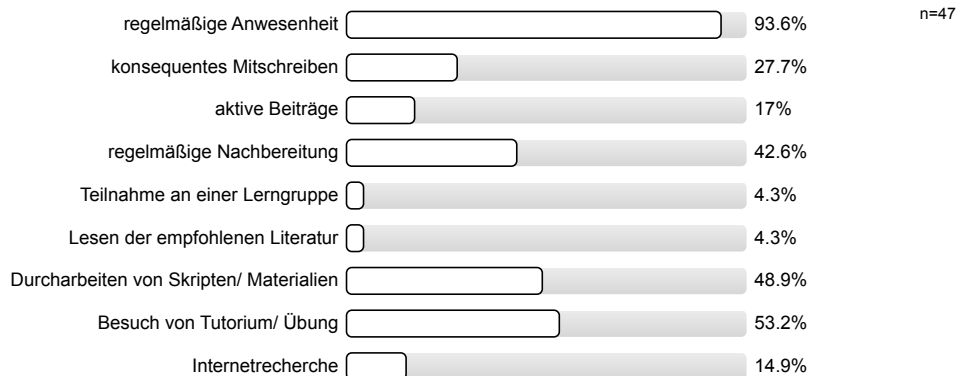 regelmäßige Anwesenheit 93.6% n=47
konsequentes Mitschreiben 27.7%
aktive Beiträge 17%
regelmäßige Nachbereitung 42.6%
Teilnahme an einer Lerngruppe 4.3%
Lesen der empfohlenen Literatur 4.3%
Durcharbeiten von Skripten/ Materialien 48.9%
Besuch von Tutorium/ Übung 53.2%
Internetrecherche 14.9%